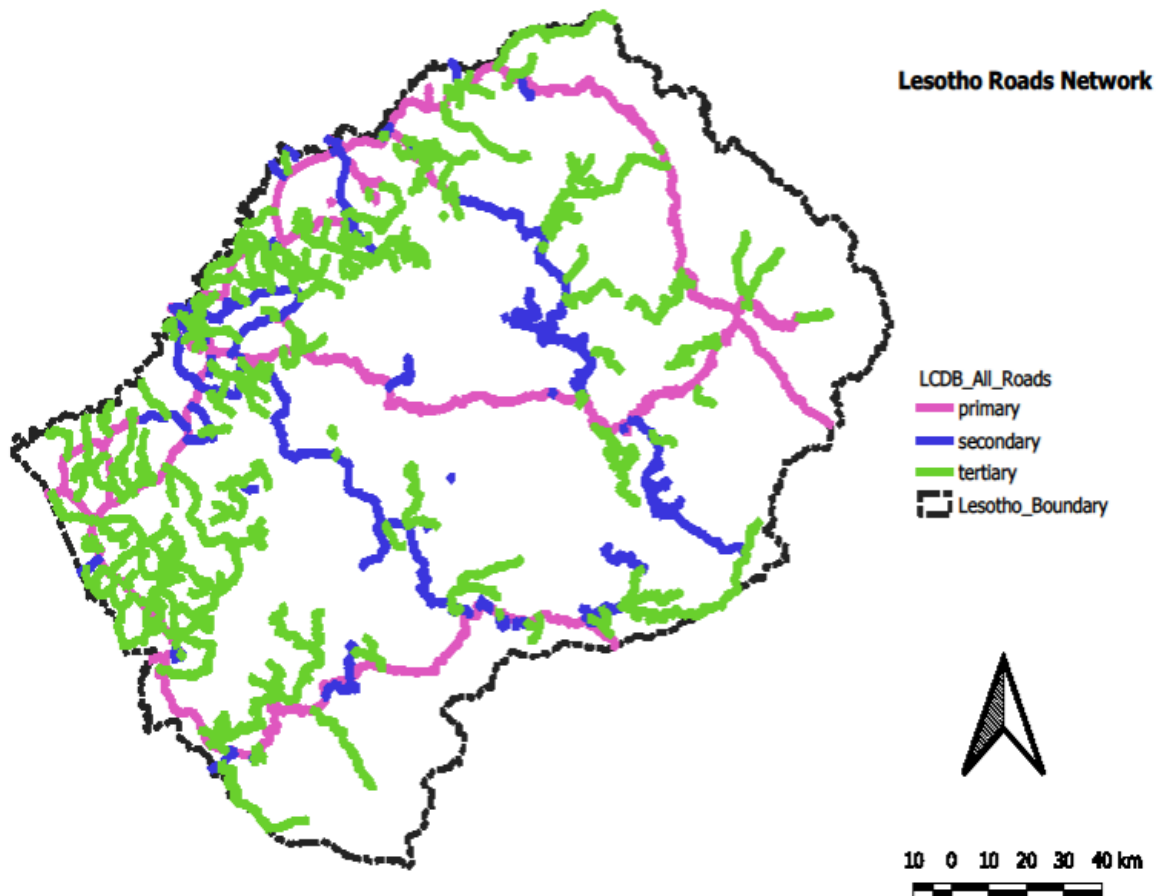 Lesotho Roads Network
LCDB_All_Roads
primary
secondary
tertiary
Lesotho_Boundary
10 0 10 20 30 40 km